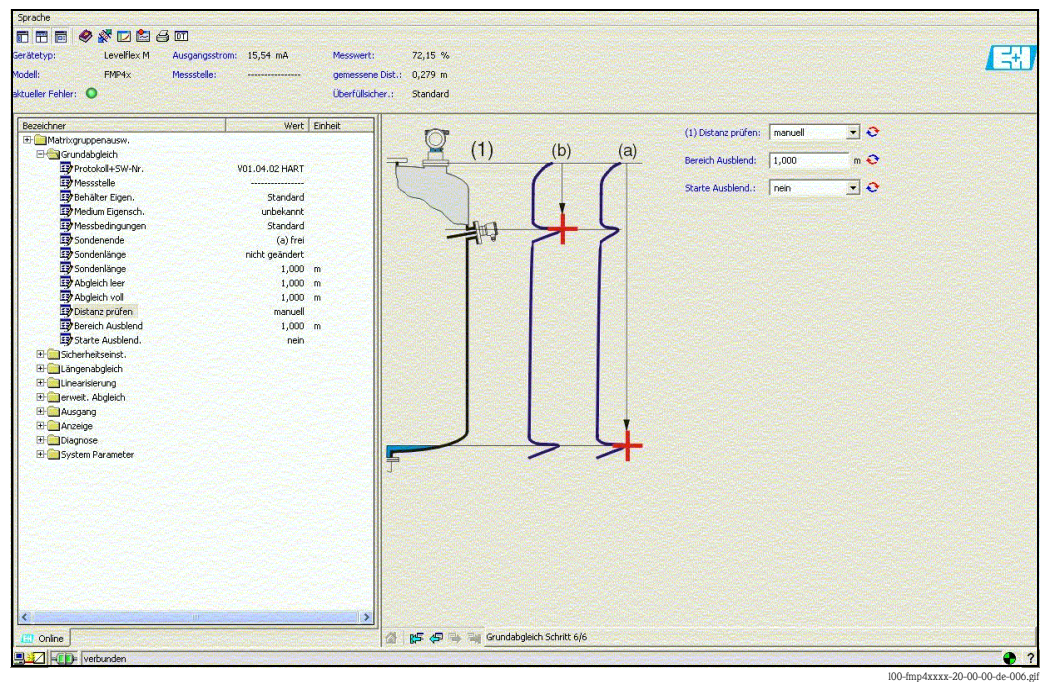 Sprache
Gerätetyp: Levelflex M Ausgangsstrom: 15,54 mA Messwert: 72,15 %
Modell: FMP4x Messstelle: --------------- gemessene Dist.: 0,279 m
aktueller Fehler: Überfüllsicher.: Standard
E+H
Bezeichner Wert Einheit
Matrixgruppenausw.
Grundabgleich
Protokoll+SW-Nr. V01.04.02 HART
Messstelle ---------------
Behälter Eigen. Standard
Medium Eigensch. unbekannt
Messbedingungen Standard
Sondenende (a) frei
Sondenlänge nicht geändert
Sondenlänge 1,000 m
Abgleich leer 1,000 m
Abgleich voll 1,000 m
Distanz prüfen manuell
Bereich Ausblend 1,000 m
Starte Ausblend. nein
Sicherheitseinst.
Längenabgleich
Linearisierung
erweit. Abgleich
Ausgang
Anzeige
Diagnose
System Parameter
(1) (b) (a)
(1) Distanz prüfen: manuell
Bereich Ausblend: 1,000 m
Starte Ausblend.: nein
Online
Grundabgleich Schritt 6/6
verbunden
l00-fmp4xxxx-20-00-00-de-006.gif